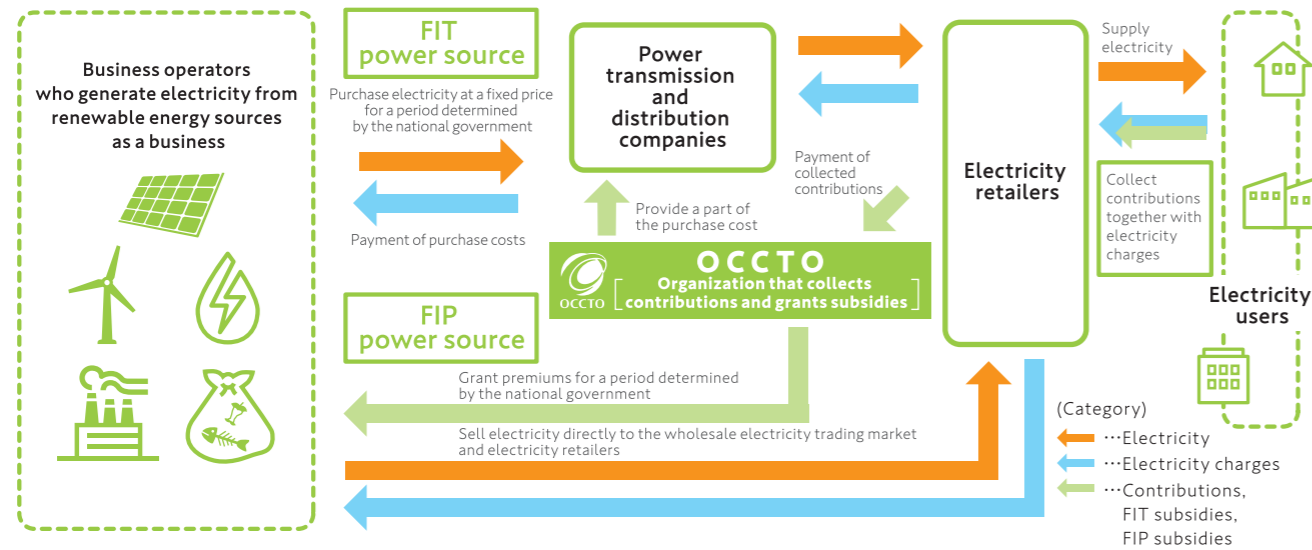 Business operators
who generate electricity from
renewable energy sources
as a business
FIT
power source
Purchase electricity at a fixed price
for a period determined
by the national government
Payment of purchase costs
Power
transmission
and
distribution
companies
Provide a part of
the purchase cost
Payment of
collected
contributions
OCCTO
OCCTO
Organization that collects
contributions and grants subsidies
Electricity
retailers
Supply
electricity
Collect
contributions
together with
electricity
charges
Electricity
users
FIP
power source
Grant premiums for a period determined
by the national government
Sell electricity directly to the wholesale electricity trading market
and electricity retailers
(Category)
…Electricity
…Electricity charges
…Contributions,
FIT subsidies,
FIP subsidies